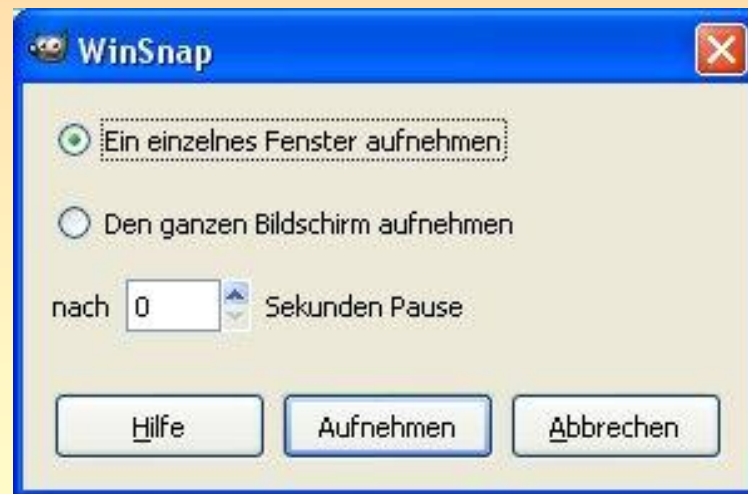 WinSnap
Ein einzelnes Fenster aufnehmen
Den ganzen Bildschirm aufnehmen
nach 0 Sekunden Pause
Hilfe Aufnehmen Abbrechen